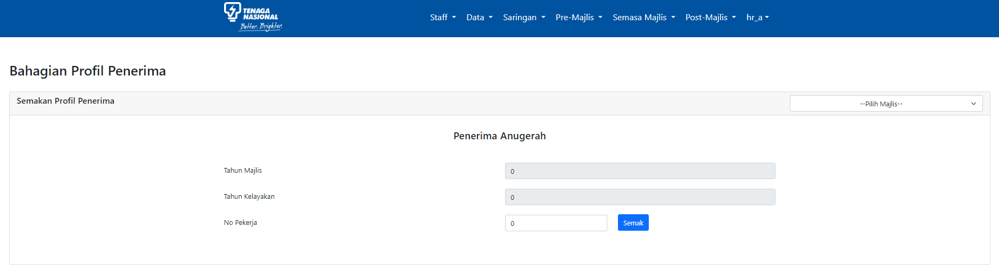 TENAGA
NASIONAL
Better. Brighter.
Staff Data Saringan Pre-Majlis Semasa Majlis Post-Majlis hr_a
Bahagian Profil Penerima
Semakan Profil Penerima
--Pilih Majlis--
Penerima Anugerah
Tahun Majlis 0
Tahun Kelayakan 0
No Pekerja 0 Semak